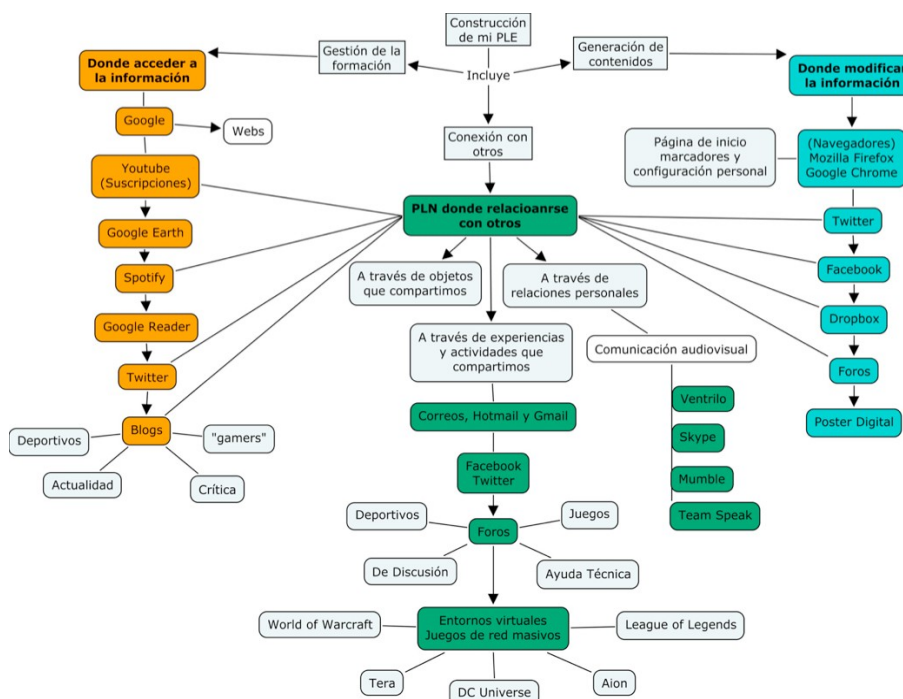 Construcción
de mi PLE
Incluye
Gestión de la
formación
Generación de
contenidos
Conexión con
otros
Donde acceder a
la información
Google
Webs
Youtube
(Suscripciones)
Google Earth
Spotify
Google Reader
Twitter
Blogs
Deportivos
"gamers"
Actualidad
Crítica
PLN donde relacioanrse
con otros
A través de objetos
que compartimos
A través de
relaciones personales
A través de experiencias
y actividades que
compartimos
Comunicación audiovisual
Ventrilo
Skype
Mumble
Team Speak
Correos, Hotmail y Gmail
Facebook
Twitter
Foros
Deportivos
Juegos
De Discusión
Ayuda Técnica
Entornos virtuales
Juegos de red masivos
World of Warcraft
League of Legends
Tera
DC Universe
Aion
Donde modificar
la información
Página de inicio
marcadores y
configuración personal
(Navegadores)
Mozilla Firefox
Google Chrome
Twitter
Facebook
Dropbox
Foros
Poster Digital